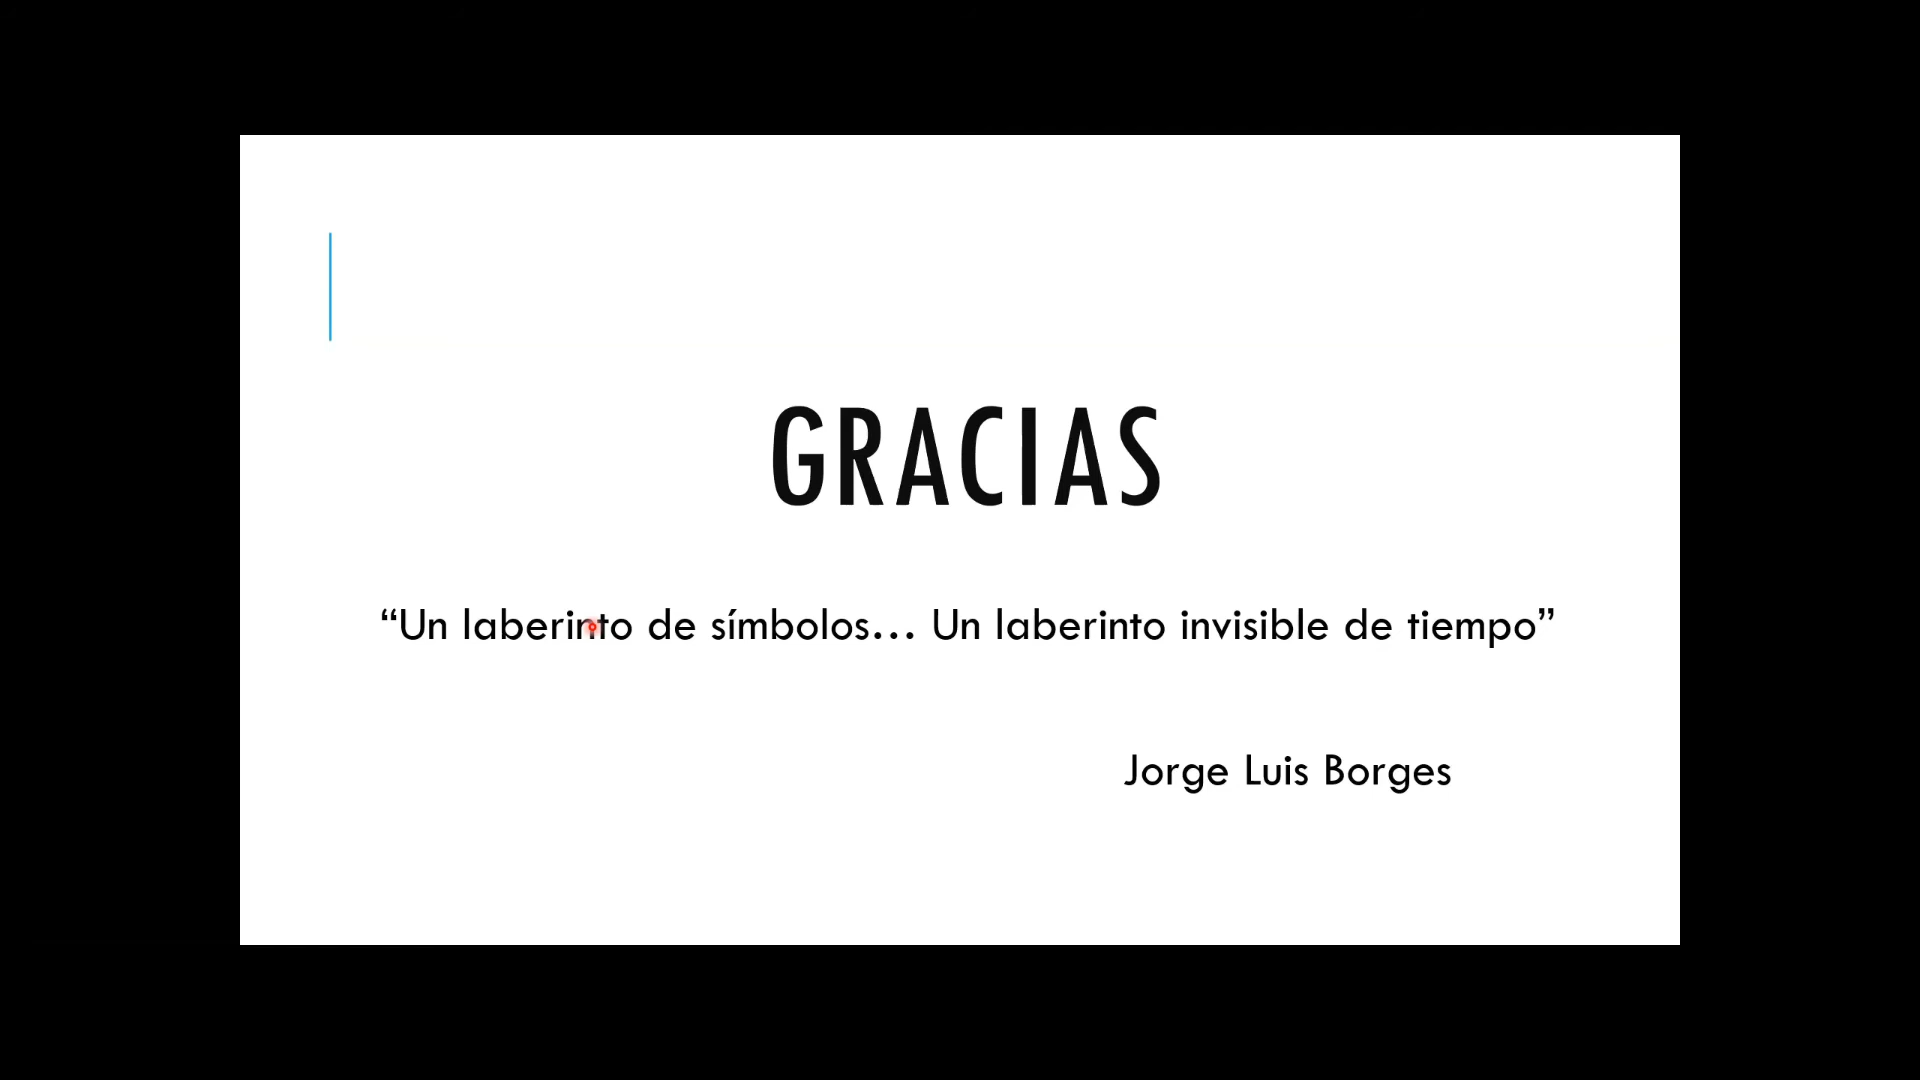 GRACIAS
“Un laberinto de símbolos… Un laberinto invisible de tiempo”
Jorge Luis Borges